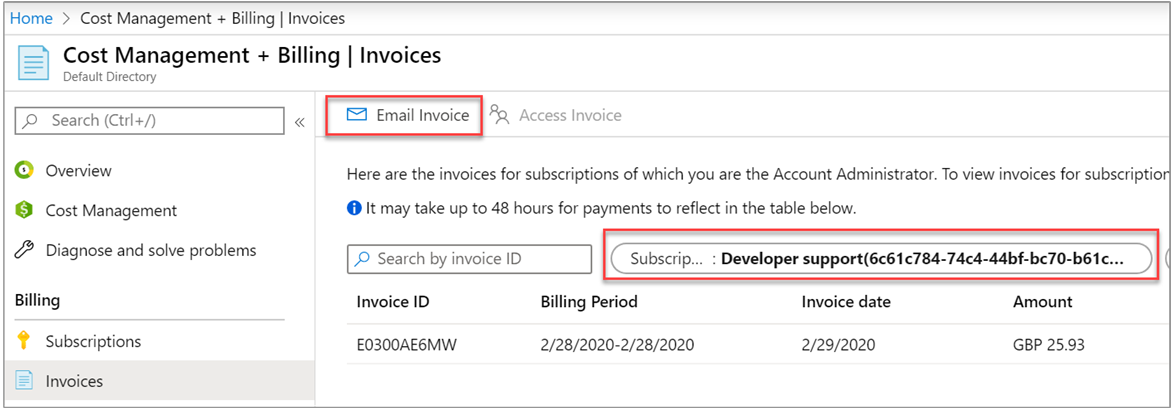 Home > Cost Management + Billing | Invoices
Cost Management + Billing | Invoices
Default Directory
Search (Ctrl+/)
«
Overview
Cost Management
Diagnose and solve problems
Billing
Subscriptions
Invoices
Email Invoice
Access Invoice
Here are the invoices for subscriptions of which you are the Account Administrator. To view invoices for subscription
It may take up to 48 hours for payments to reflect in the table below.
Search by invoice ID
Subscrip... : Developer support(6c61c784-74c4-44bf-bc70-b61c...
Invoice ID Billing Period Invoice date Amount
E0300AE6MW 2/28/2020-2/28/2020 2/29/2020 GBP 25.93